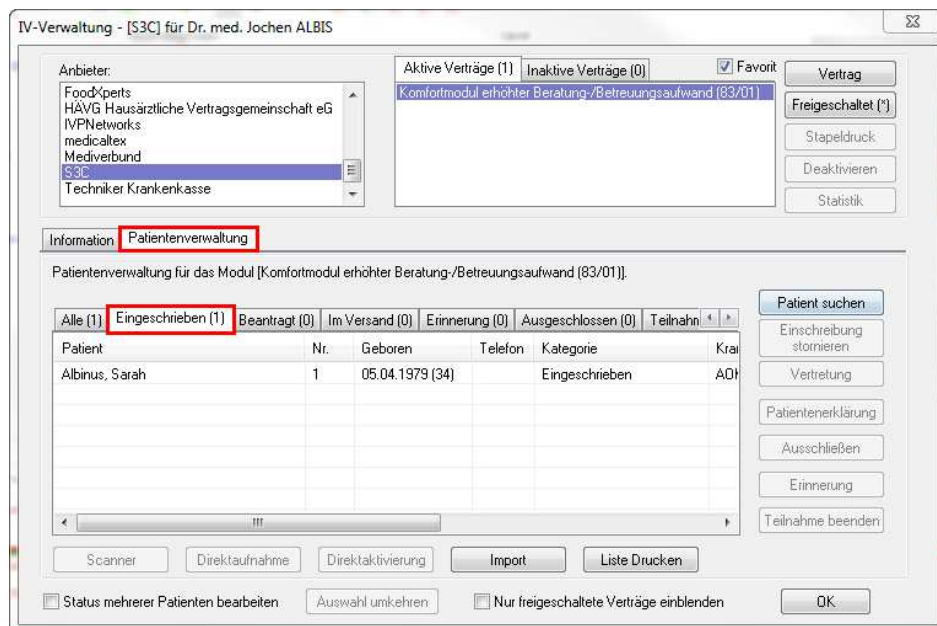 IV-Verwaltung - [S3C] für Dr. med. Jochen ALBIS
Anbieter:
FoodXperts
HÄVG Hausärztliche Vertragsgemeinschaft eG
IVPNetworks
medicaltex
Mediverbund
S3C
Techniker Krankenkasse
Aktive Verträge (1) Inaktive Verträge (0)
Favorit
Komfortmodul erhöhter Beratung-/Betreuungsaufwand (83/01)
Vertrag
Freigeschaltet (*)
Stapeldruck
Deaktivieren
Statistik
Information Patientenverwaltung
Patientenverwaltung für das Modul [Komfortmodul erhöhter Beratung-/Betreuungsaufwand (83/01)].
Alle (1) Eingeschrieben (1) Beantragt (0) Im Versand (0) Erinnerung (0) Ausgeschlossen (0) Teilnahm
Patient Nr. Geboren Telefon Kategorie Kran
Albinus, Sarah 1 05.04.1979 (34) Eingeschrieben AOK
Patient suchen
Einschreibung
stornieren
Vertretung
Patientenerklärung
Ausschließen
Erinnerung
Teilnahme beenden
Scanner Direktaufnahme Direktaktivierung Import Liste Drucken
Status mehrerer Patienten bearbeiten Auswahl umkehren Nur freigeschaltete Verträge einblenden OK